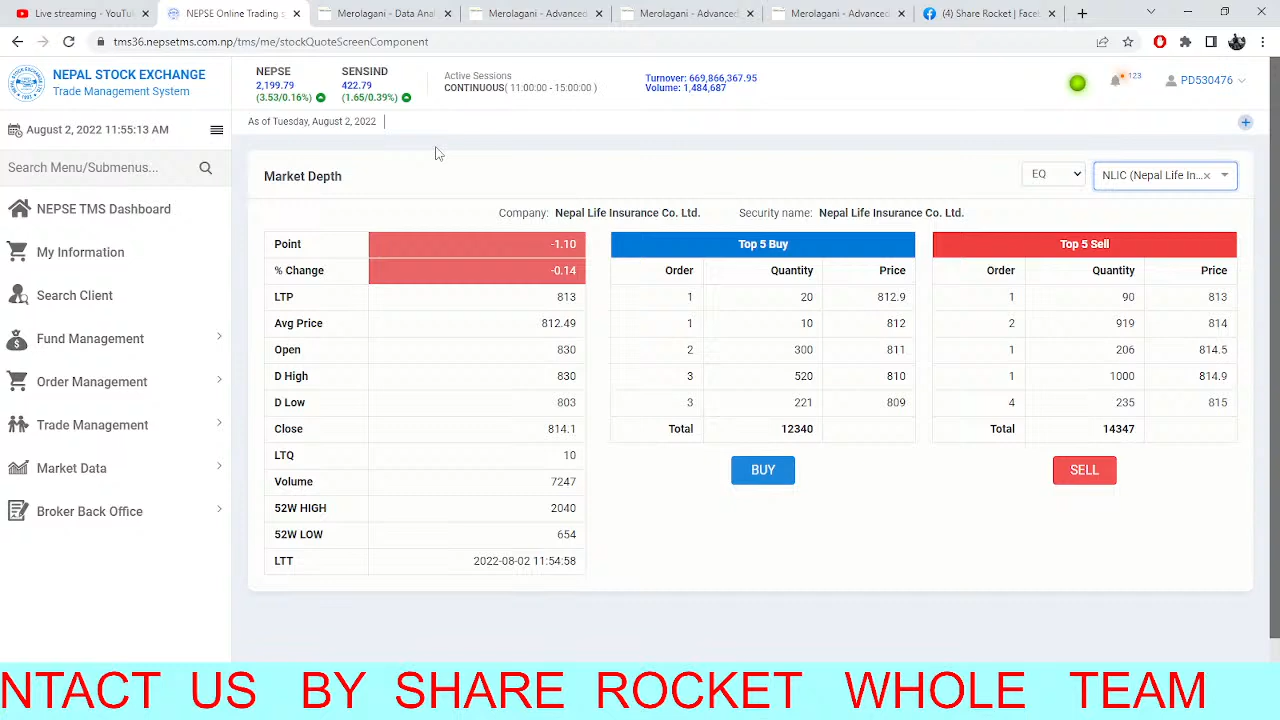 Live streaming - YouTu
NEPSE Online Trading s
Merolagani - Data Anal
Merolagani - Advanced
Merolagani - Advanced
Merolagani - Advanced
(4) Share Rocket | Face
tms36.nepsetms.com.np/tms/me/stockQuoteScreenComponent
NEPAL STOCK EXCHANGE
Trade Management System
NEPSE
2,199.79
(3.53/0.16%)
SENSIND
422.79
(1.65/0.39%)
Active Sessions
CONTINUOUS( 11:00:00 - 15:00:00 )
Turnover: 669,866,367.95
Volume: 1,484,687
123
PD530476
August 2, 2022 11:55:13 AM
As of Tuesday, August 2, 2022
Search Menu/Submenus...
NEPSE TMS Dashboard
My Information
Search Client
Fund Management
Order Management
Trade Management
Market Data
Broker Back Office
Market Depth
EQ
NLIC (Nepal Life In...
Company: Nepal Life Insurance Co. Ltd. Security name: Nepal Life Insurance Co. Ltd.
Point -1.10
% Change -0.14
LTP 813
Avg Price 812.49
Open 830
D High 830
D Low 803
Close 814.1
LTQ 10
Volume 7247
52W HIGH 2040
52W LOW 654
LTT 2022-08-02 11:54:58
Top 5 Buy
Order Quantity Price
1 20 812.9
1 10 812
2 300 811
3 520 810
3 221 809
Total 12340
BUY
Top 5 Sell
Order Quantity Price
1 90 813
2 919 814
1 206 814.5
1 1000 814.9
4 235 815
Total 14347
SELL
NTACT US BY SHARE ROCKET WHOLE TEAM